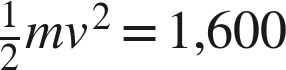 ½mv² = 1,600